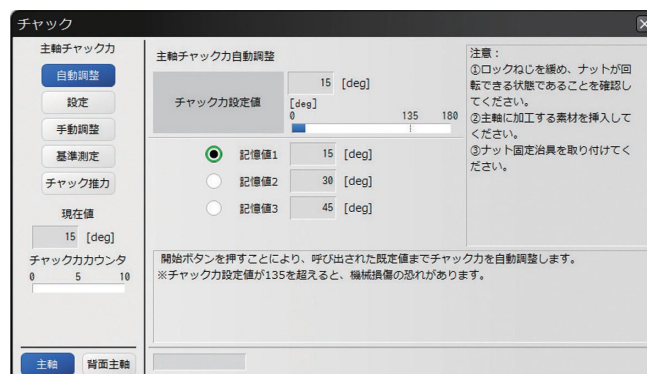 チャック
主軸チャック力
自動調整
設定
手動調整
基準測定
チャック推力
現在値
15 [deg]
チャック力カウンタ
0 5 10
主軸 背面主軸
主軸チャック力自動調整
チャック力設定値
15 [deg]
[deg]
0 135 180
記憶値1 15 [deg]
記憶値2 30 [deg]
記憶値3 45 [deg]
注意：
①ロックねじを緩め、ナットが回
転できる状態であることを確認し
てください。
②主軸に加工する素材を挿入して
ください。
③ナット固定治具を取り付けてく
ださい。
開始ボタンを押すことにより、呼び出された既定値までチャック力を自動調整します。
※チャック力設定値が135を超えると、機械損傷の恐れがあります。